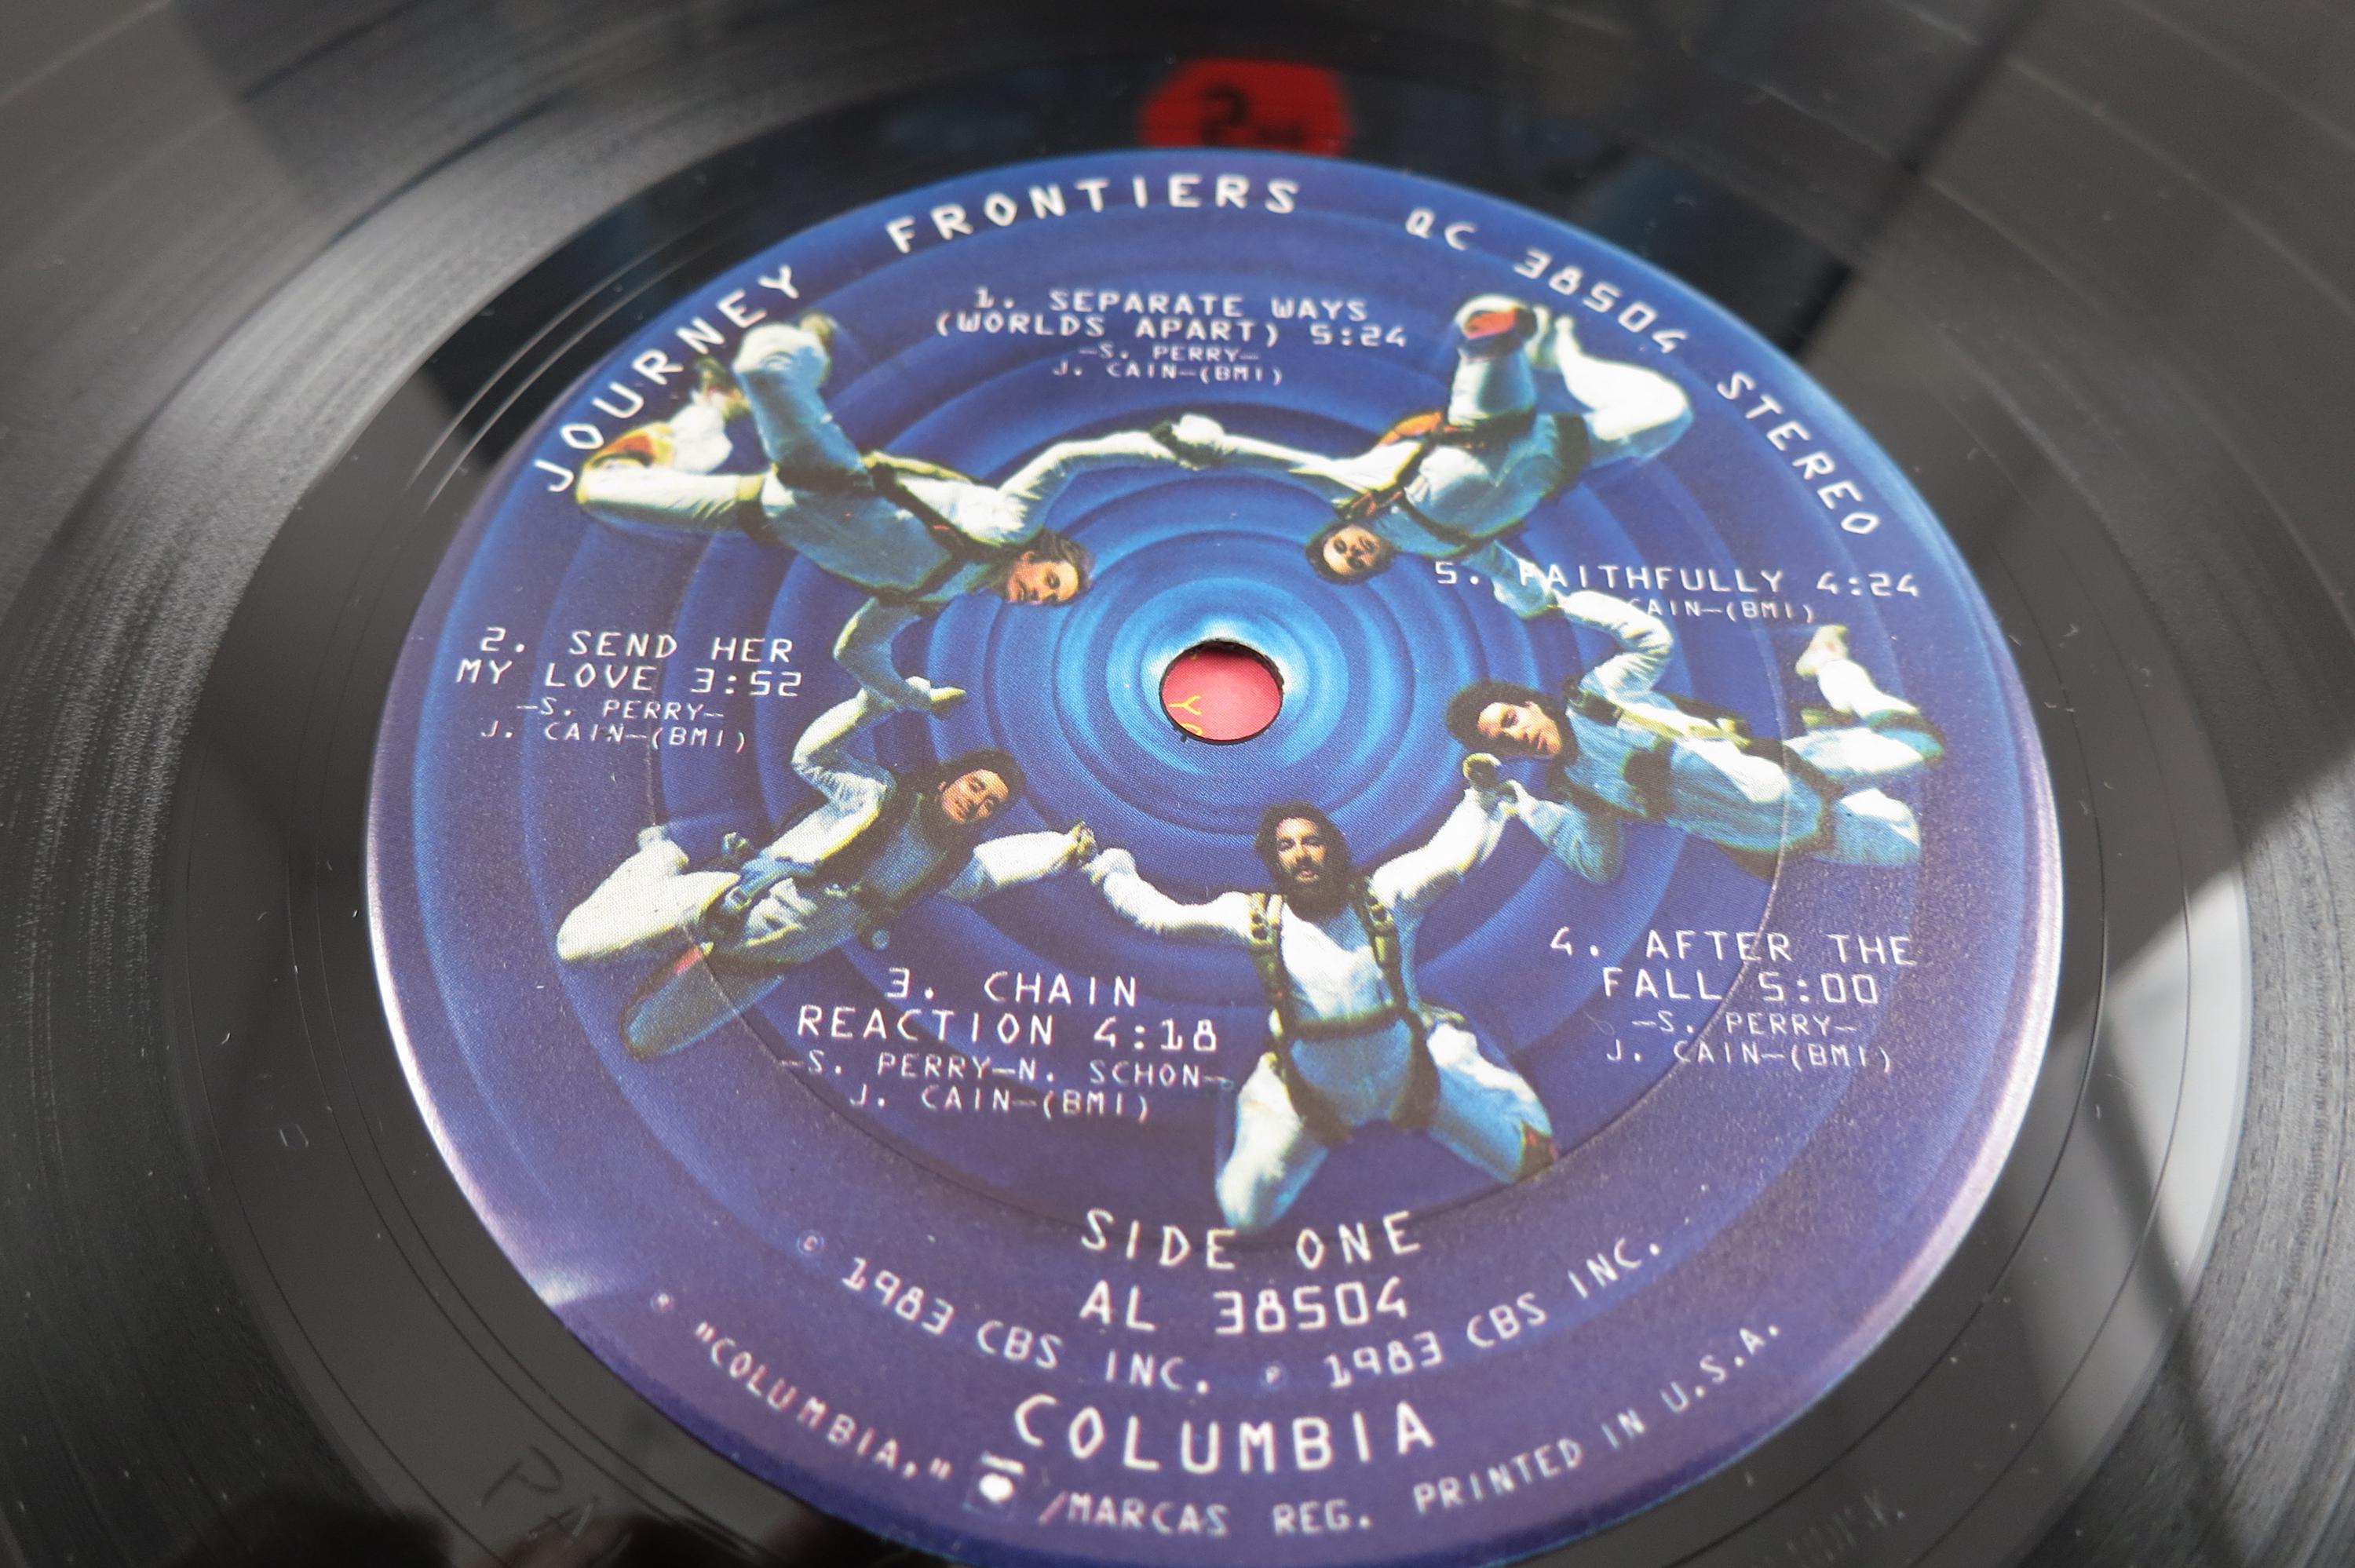 JOURNEY FRONTIERS QC 38504 STEREO
1. SEPARATE WAYS
(WORLDS APART) 5:24
—S. PERRY—
J. CAIN—(BMI)
2. SEND HER
MY LOVE 3:52
—S. PERRY—
J. CAIN—(BMI)
3. CHAIN
REACTION 4:18
—S. PERRY—N. SCHON—
J. CAIN—(BMI)
4. AFTER THE
FALL 5:00
—S. PERRY—
J. CAIN—(BMI)
5. FAITHFULLY 4:24
CAIN—(BMI)
SIDE ONE
AL 38504
© 1983 CBS INC. ℗ 1983 CBS INC.
COLUMBIA
® "COLUMBIA," /MARCAS REG. PRINTED IN U.S.A.